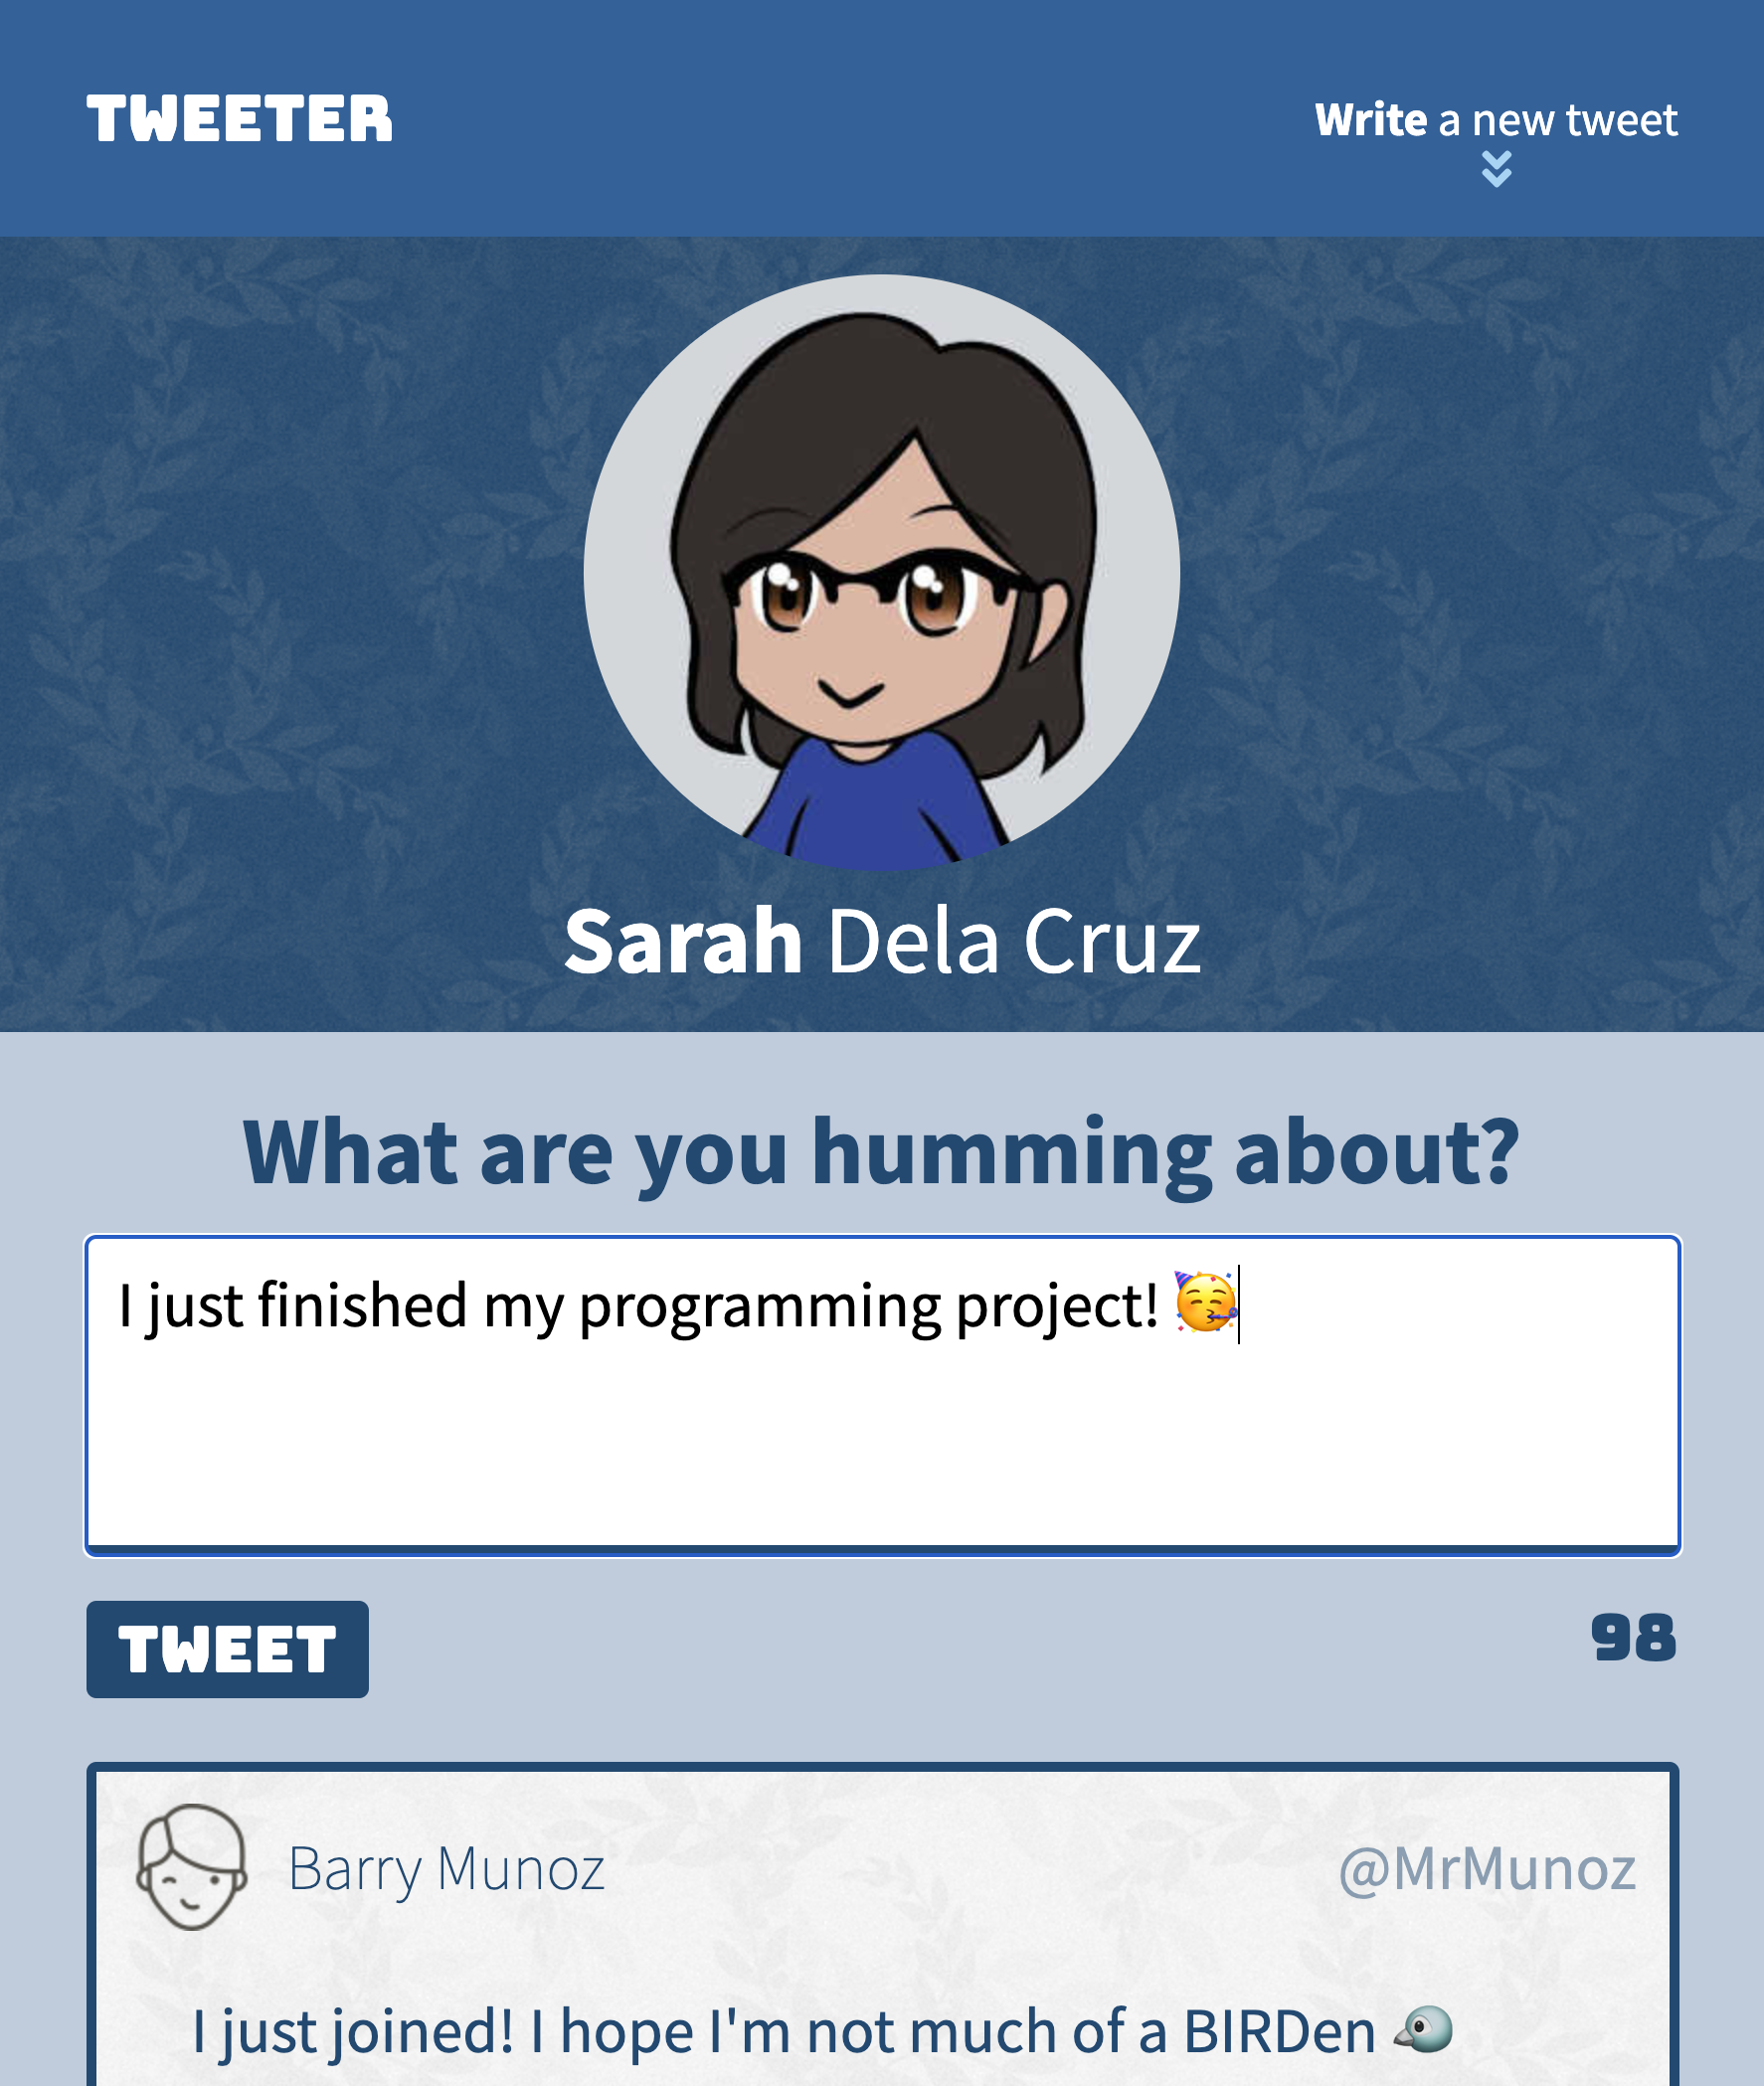 TWEETER
Write a new tweet
Sarah Dela Cruz
What are you humming about?
I just finished my programming project! 🥳
TWEET
98
Barry Munoz
@MrMunoz
I just joined! I hope I'm not much of a BIRDen 🐦